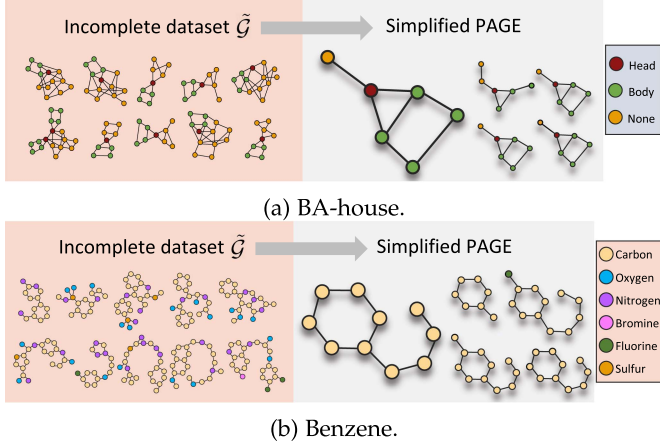 Incomplete dataset 𝒢̃
Simplified PAGE
Head
Body
None
(a) BA-house.
Incomplete dataset 𝒢̃
Simplified PAGE
Carbon
Oxygen
Nitrogen
Bromine
Fluorine
Sulfur
(b) Benzene.